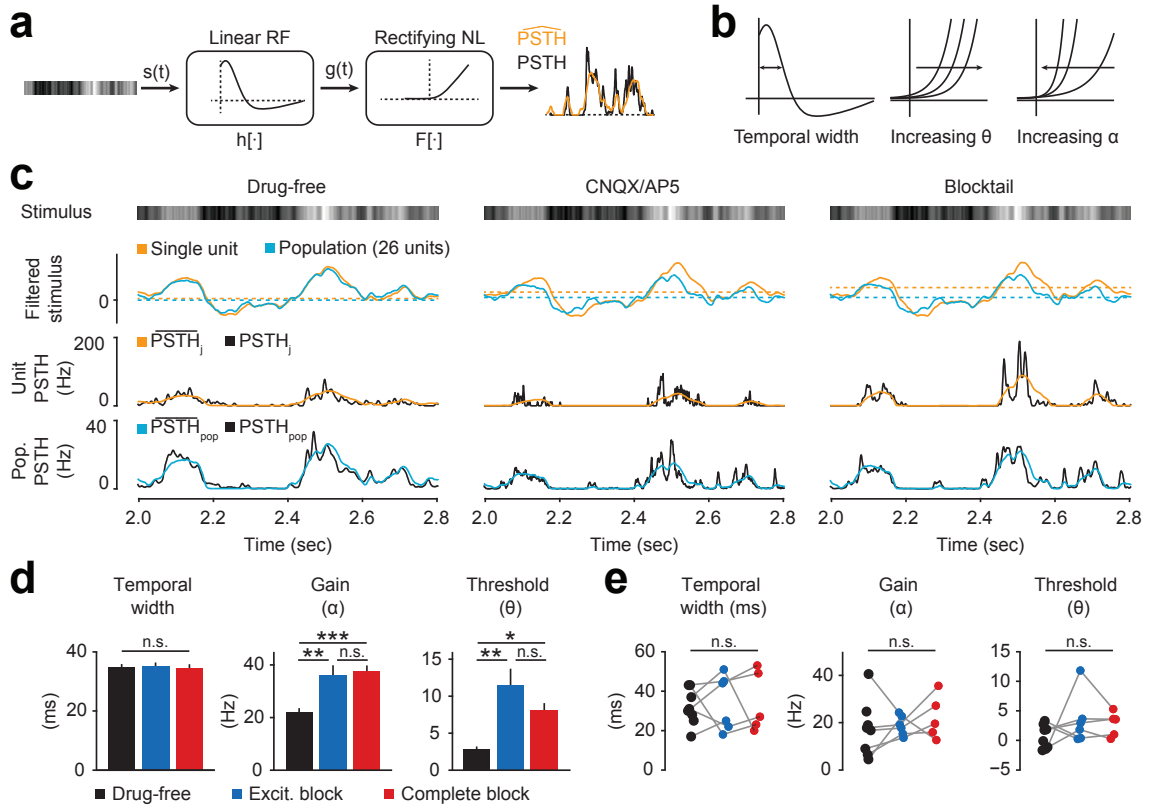 a
Linear RF
Rectifying NL
PSTH
PSTH
s(t)
g(t)
h[·]
F[·]
b
Temporal width
Increasing θ
Increasing α
c
Drug-free
CNQX/AP5
Blocktail
Stimulus
Single unit
Population (26 units)
Filtered
stimulus
0
PSTHj
PSTHj
Unit
PSTH
(Hz)
200
0
PSTHpop
PSTHpop
Pop.
PSTH
(Hz)
40
0
2.0 2.2 2.4 2.6 2.8
2.0 2.2 2.4 2.6 2.8
2.0 2.2 2.4 2.6 2.8
Time (sec)
Time (sec)
Time (sec)
d
Temporal
width
n.s.
(ms)
40
20
0
Gain
(α)
***
**
n.s.
(Hz)
40
20
0
Threshold
(θ)
*
**
n.s.
15
10
5
0
Drug-free
Excit. block
Complete block
e
Temporal
width (ms)
n.s.
(ms)
60
40
20
0
Gain
(α)
n.s.
(Hz)
40
20
0
Threshold
(θ)
n.s.
15
10
5
0
−5